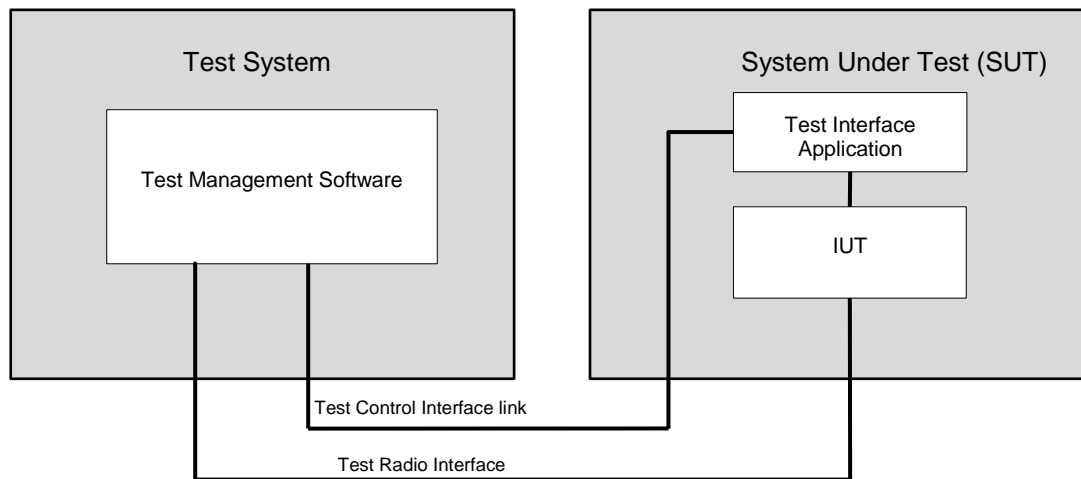 Test System
System Under Test (SUT)
Test Management Software
Test Interface
Application
IUT
Test Control Interface link
Test Radio Interface